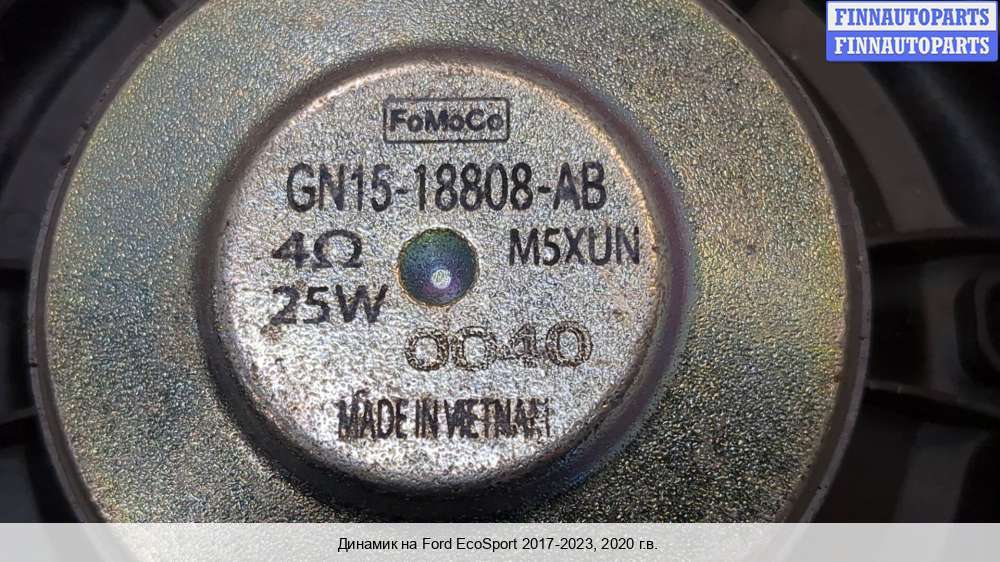 FINNAUTOPARTS
FINNAUTOPARTS
FoMoCo
GN15-18808-AB
4Ω
M5XUN
25W
0040
MADE IN VIETNAM
Динамик на Ford EcoSport 2017-2023, 2020 г.в.